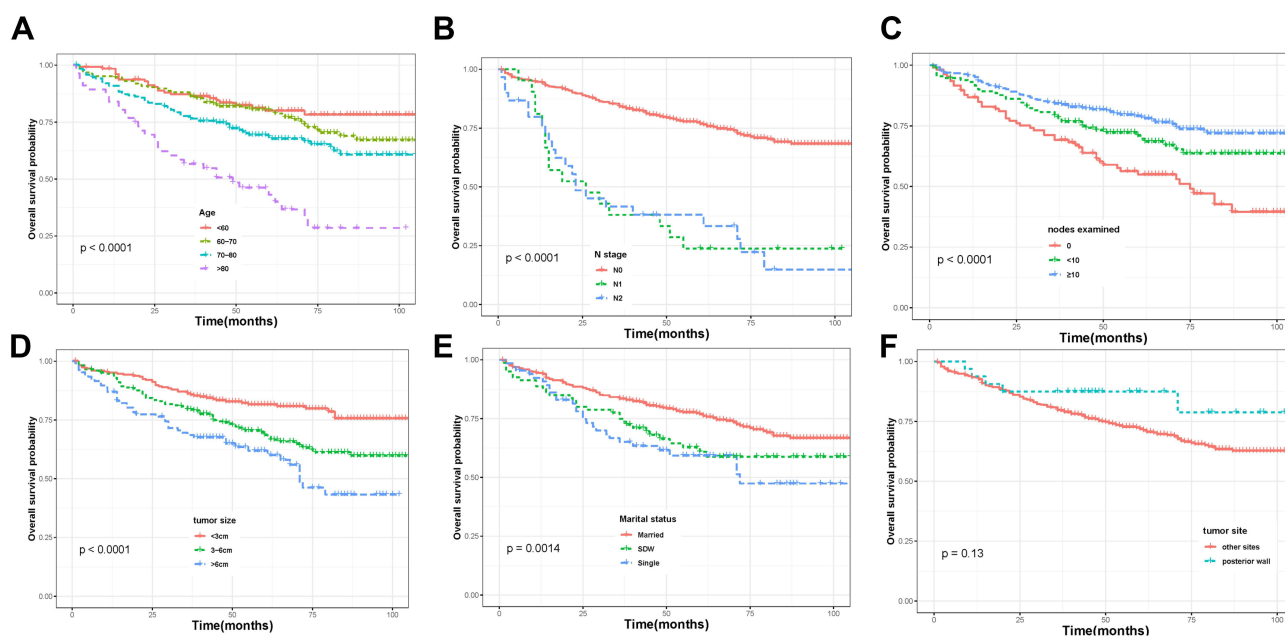 A
Overall survival probability
1.00
0.75
0.50
0.25
0.00
Age
<60
60–70
70–80
>80
p < 0.0001
0 25 50 75 100
Time(months)
B
Overall survival probability
1.00
0.75
0.50
0.25
0.00
N stage
N0
N1
N2
p < 0.0001
0 25 50 75 100
Time(months)
C
Overall survival probability
1.00
0.75
0.50
0.25
0.00
nodes examined
0
<10
≥10
p < 0.0001
0 25 50 75 100
Time(months)
D
Overall survival probability
1.00
0.75
0.50
0.25
0.00
tumor size
<3cm
3–6cm
>6cm
p < 0.0001
0 25 50 75 100
Time(months)
E
Overall survival probability
1.00
0.75
0.50
0.25
0.00
Marital status
Married
SDW
Single
p = 0.0014
0 25 50 75 100
Time(months)
F
Overall survival probability
1.00
0.75
0.50
0.25
0.00
tumor site
other sites
posterior wall
p = 0.13
0 25 50 75
Time(months)